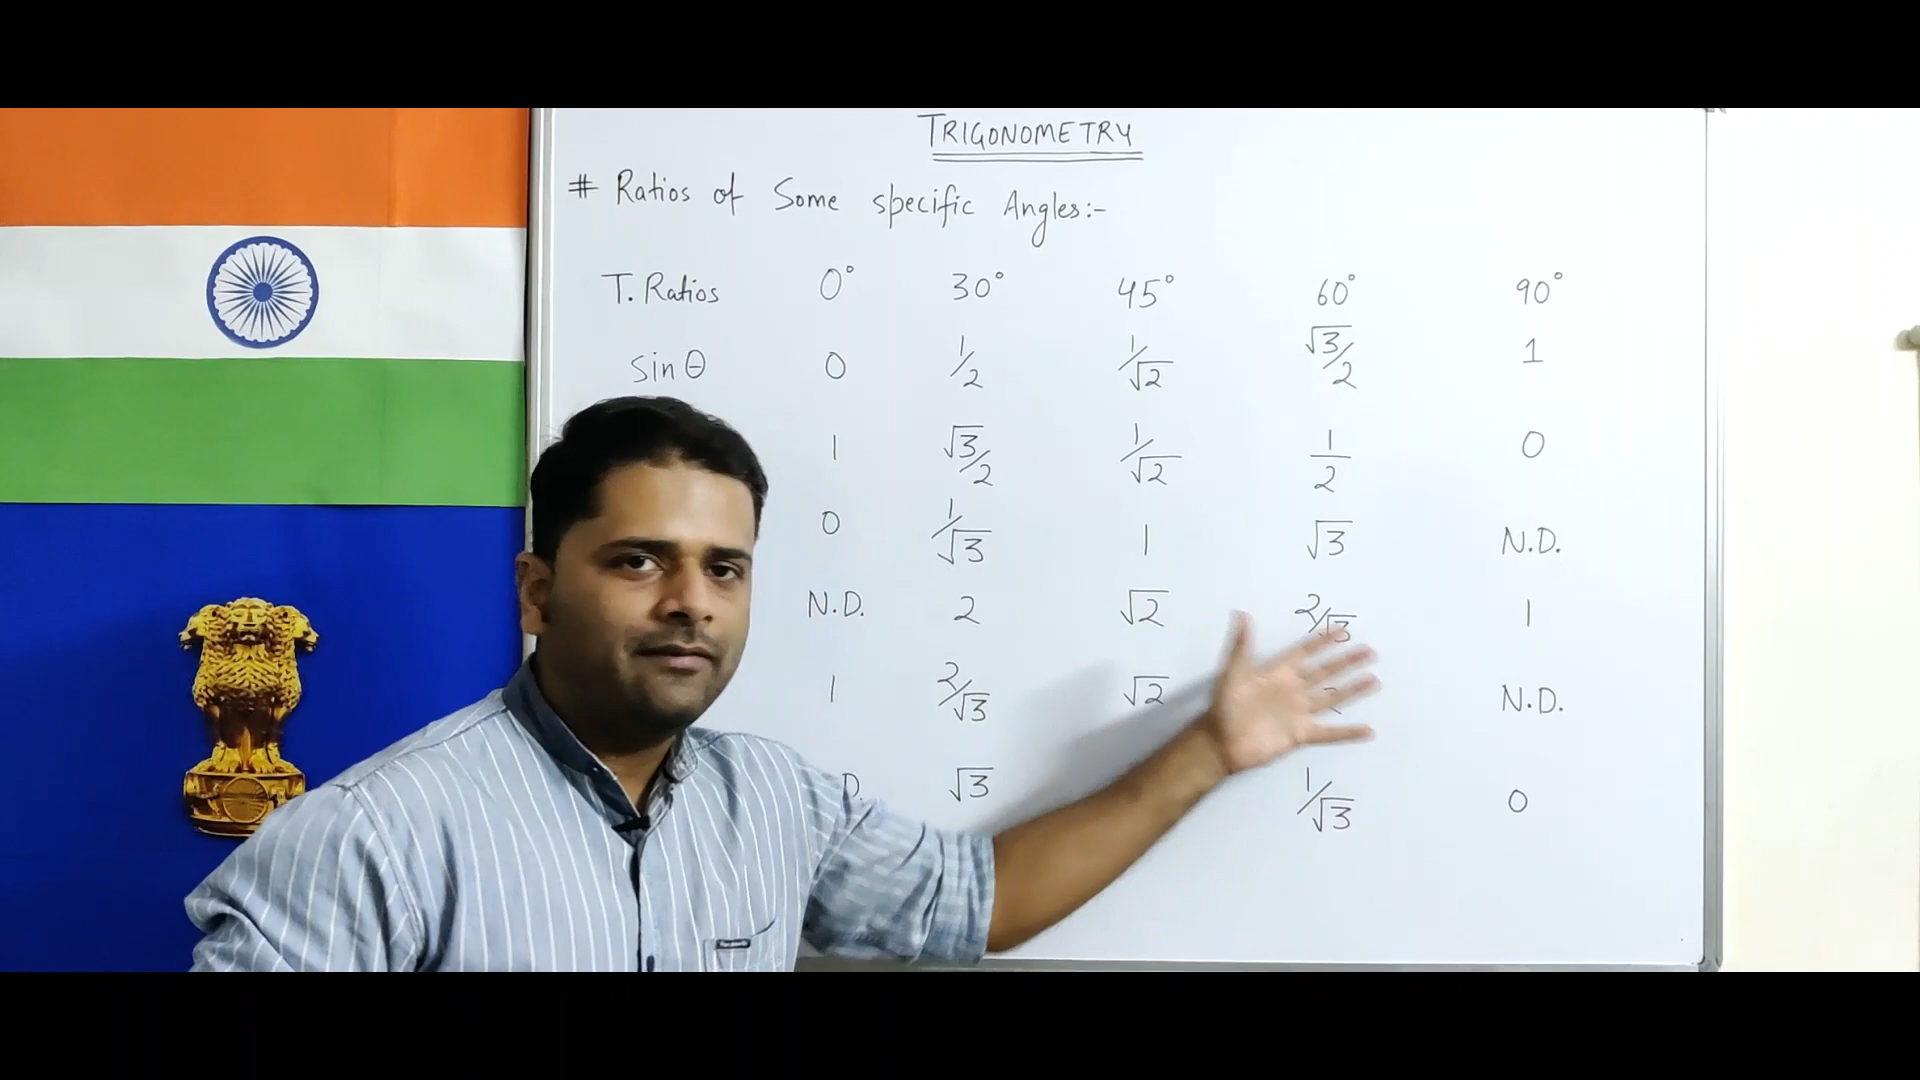 TRIGONOMETRY
# Ratios of Some specific Angles:-
T. Ratios 0° 30° 45° 60° 90°
sin θ 0 1/2 1/√2 √3/2 1
1 √3/2 1/√2 1/2 0
0 1/√3 1 √3 N.D.
N.D. 2 √2 2/√3 1
1 2/√3 √2 2 N.D.
D. √3 1/√3 0